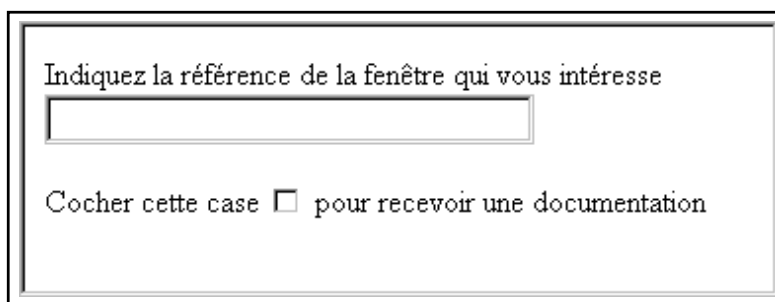 Indiquez la référence de la fenêtre qui vous intéresse
Cocher cette case pour recevoir une documentation